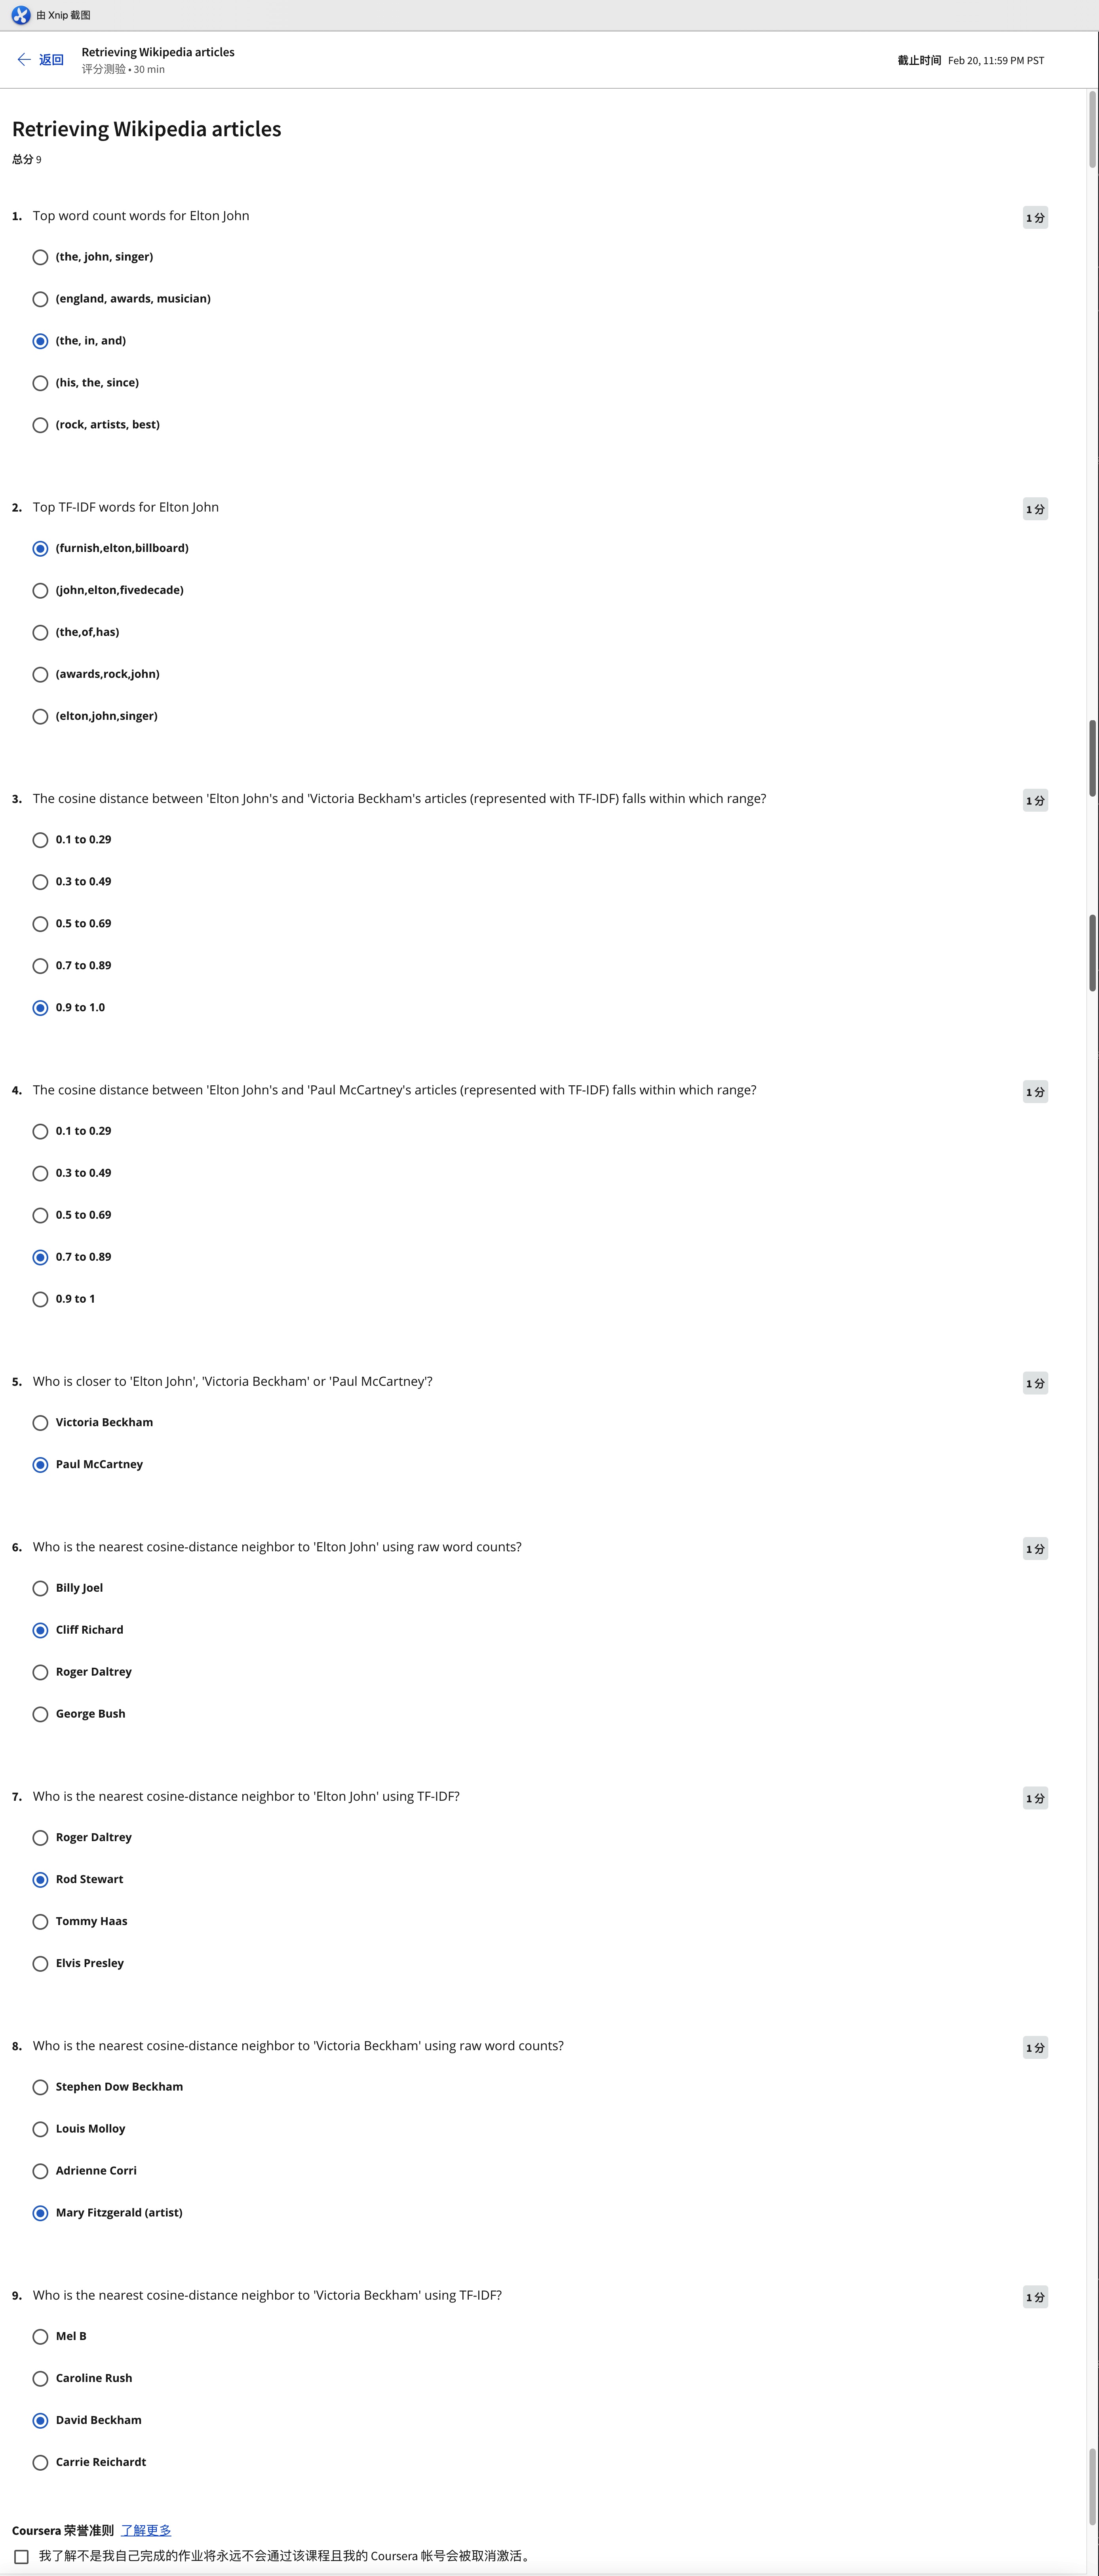 由 Xnip 截图
返回
Retrieving Wikipedia articles
评分测验 • 30 min
截止时间 Feb 20, 11:59 PM PST
Retrieving Wikipedia articles
总分 9
1. Top word count words for Elton John
1 分
(the, john, singer)
(england, awards, musician)
(the, in, and)
(his, the, since)
(rock, artists, best)
2. Top TF-IDF words for Elton John
1 分
(furnish,elton,billboard)
(john,elton,fivedecade)
(the,of,has)
(awards,rock,john)
(elton,john,singer)
3. The cosine distance between 'Elton John's and 'Victoria Beckham's articles (represented with TF-IDF) falls within which range?
1 分
0.1 to 0.29
0.3 to 0.49
0.5 to 0.69
0.7 to 0.89
0.9 to 1.0
4. The cosine distance between 'Elton John's and 'Paul McCartney's articles (represented with TF-IDF) falls within which range?
1 分
0.1 to 0.29
0.3 to 0.49
0.5 to 0.69
0.7 to 0.89
0.9 to 1
5. Who is closer to 'Elton John', 'Victoria Beckham' or 'Paul McCartney'?
1 分
Victoria Beckham
Paul McCartney
6. Who is the nearest cosine-distance neighbor to 'Elton John' using raw word counts?
1 分
Billy Joel
Cliff Richard
Roger Daltrey
George Bush
7. Who is the nearest cosine-distance neighbor to 'Elton John' using TF-IDF?
1 分
Roger Daltrey
Rod Stewart
Tommy Haas
Elvis Presley
8. Who is the nearest cosine-distance neighbor to 'Victoria Beckham' using raw word counts?
1 分
Stephen Dow Beckham
Louis Molloy
Adrienne Corri
Mary Fitzgerald (artist)
9. Who is the nearest cosine-distance neighbor to 'Victoria Beckham' using TF-IDF?
1 分
Mel B
Caroline Rush
David Beckham
Carrie Reichardt
Coursera 荣誉准则 了解更多
我了解不是我自己完成的作业将永远不会通过该课程且我的 Coursera 帐号会被取消激活。